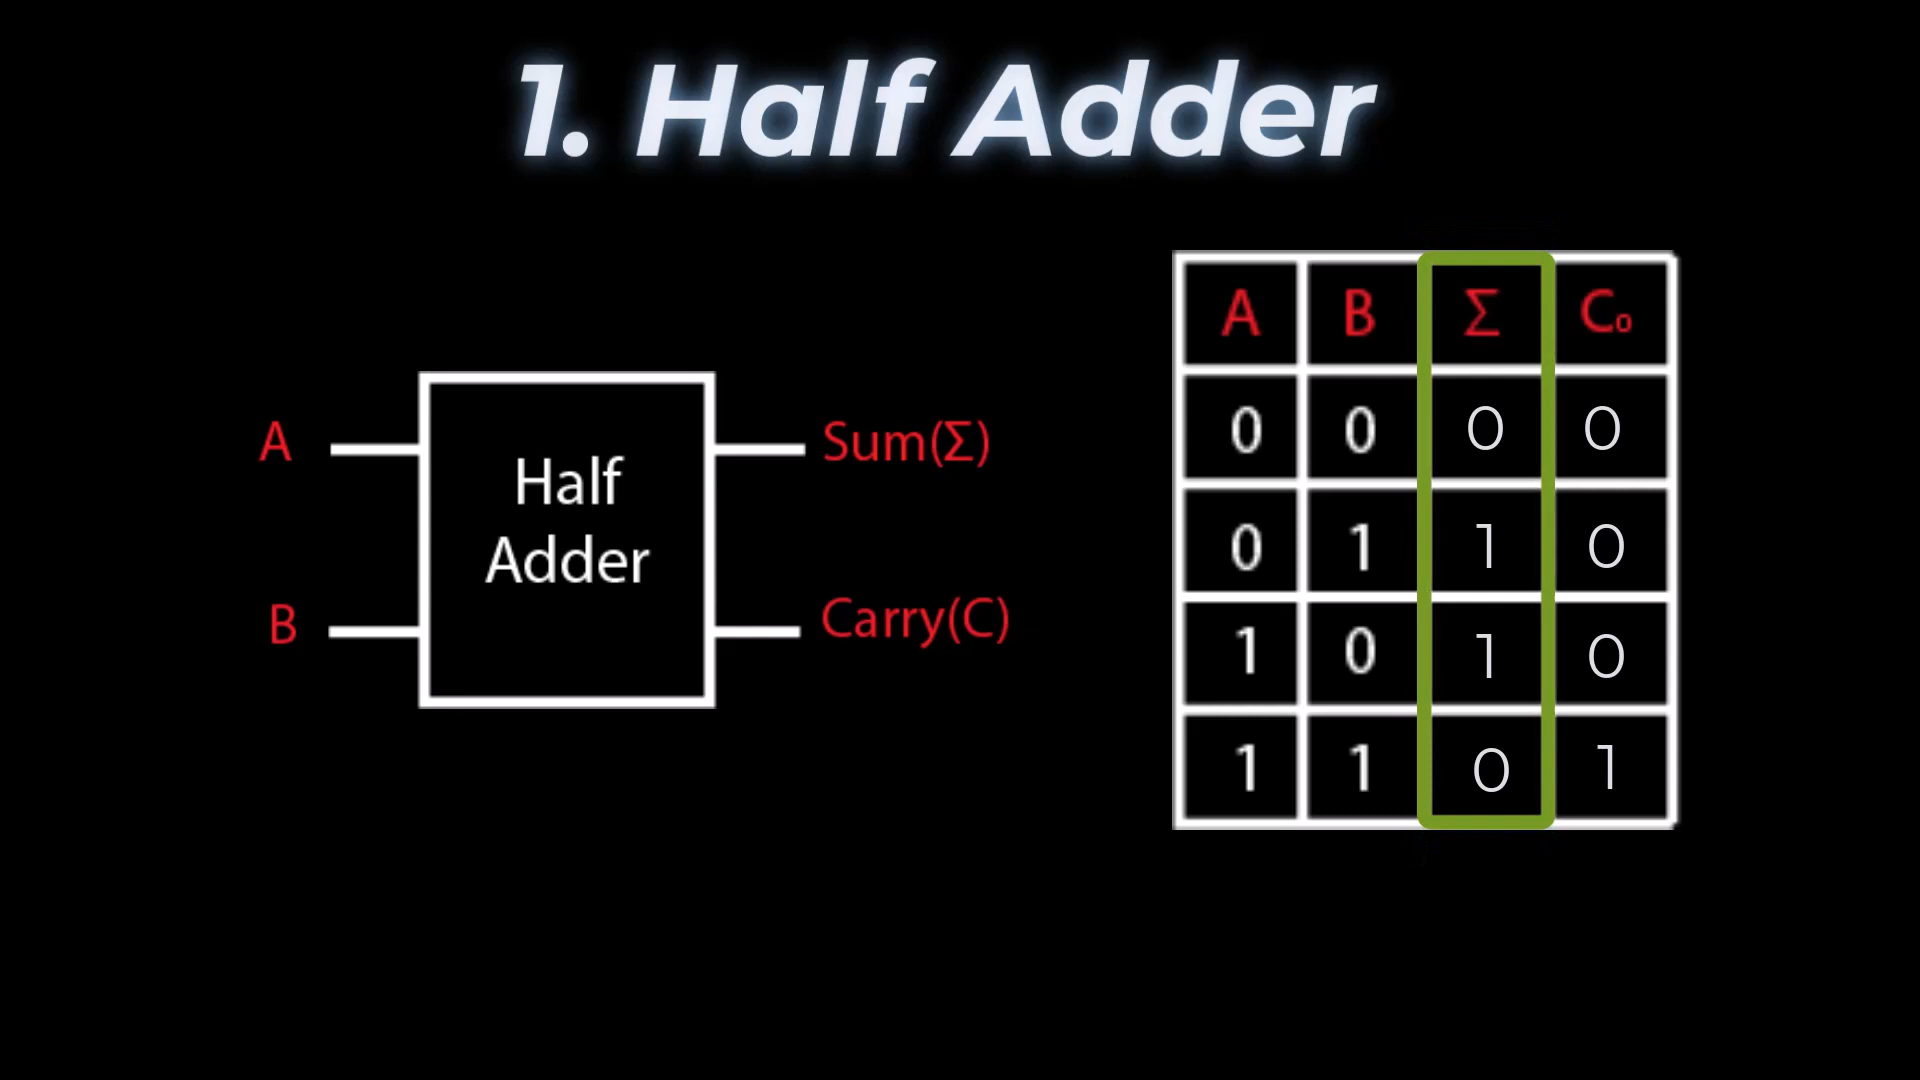 1. Half Adder
A
B
Half
Adder
Sum(Σ)
Carry(C)
A B Σ C₀
0 0 0 0
0 1 1 0
1 0 1 0
1 1 0 1